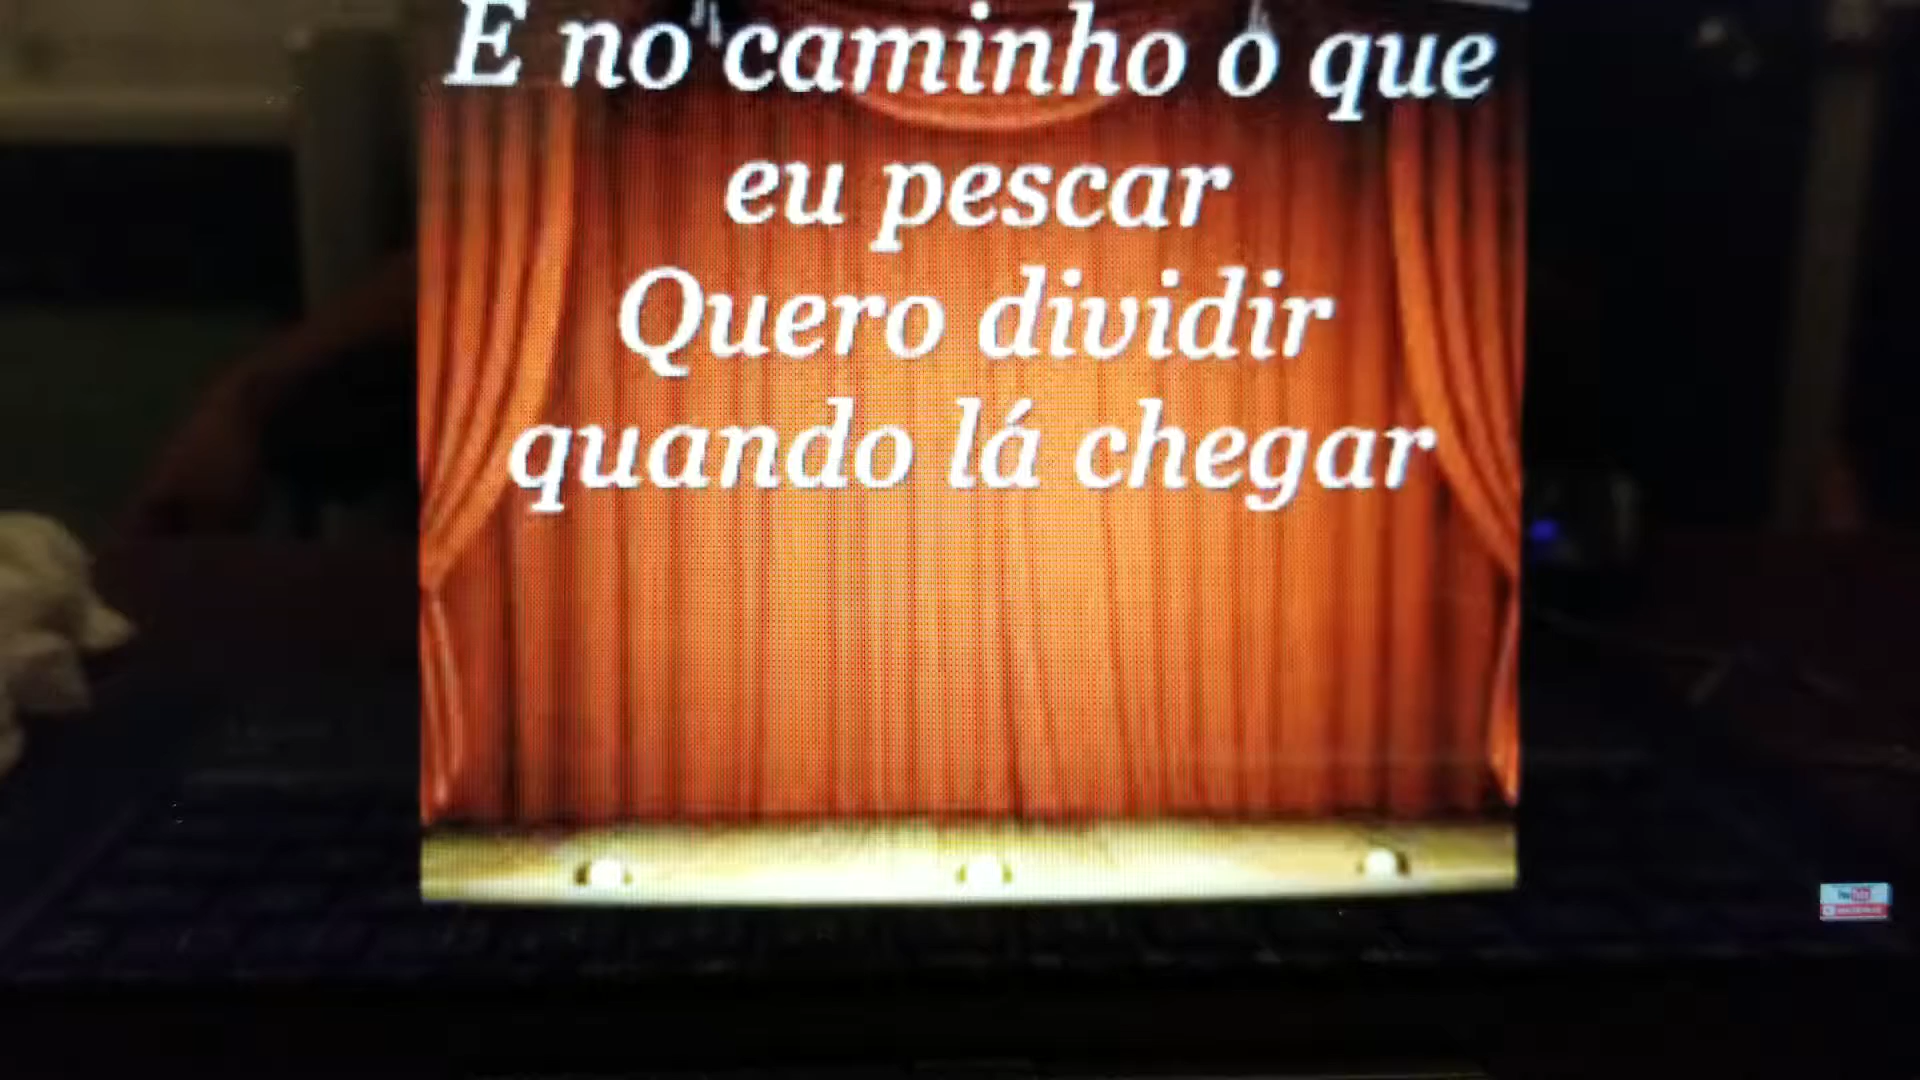 E no caminho o que
eu pescar
Quero dividir
quando lá chegar